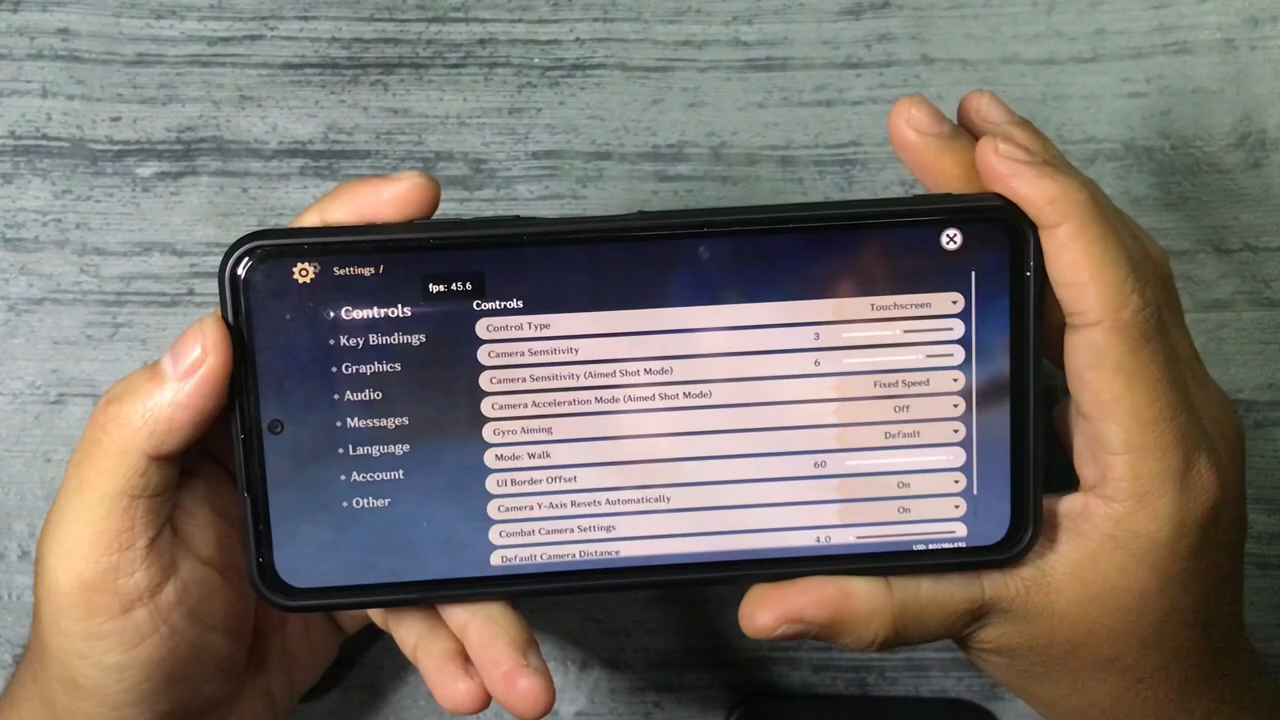 Settings /
fps: 45.6
Controls
Key Bindings
Graphics
Audio
Messages
Language
Account
Other
Controls
Control Type Touchscreen
Camera Sensitivity 3
Camera Sensitivity (Aimed Shot Mode) 6
Camera Acceleration Mode (Aimed Shot Mode) Fixed Speed
Gyro Aiming Off
Mode: Walk Default
UI Border Offset 60
Camera Y-Axis Resets Automatically On
Combat Camera Settings On
Default Camera Distance 4.0